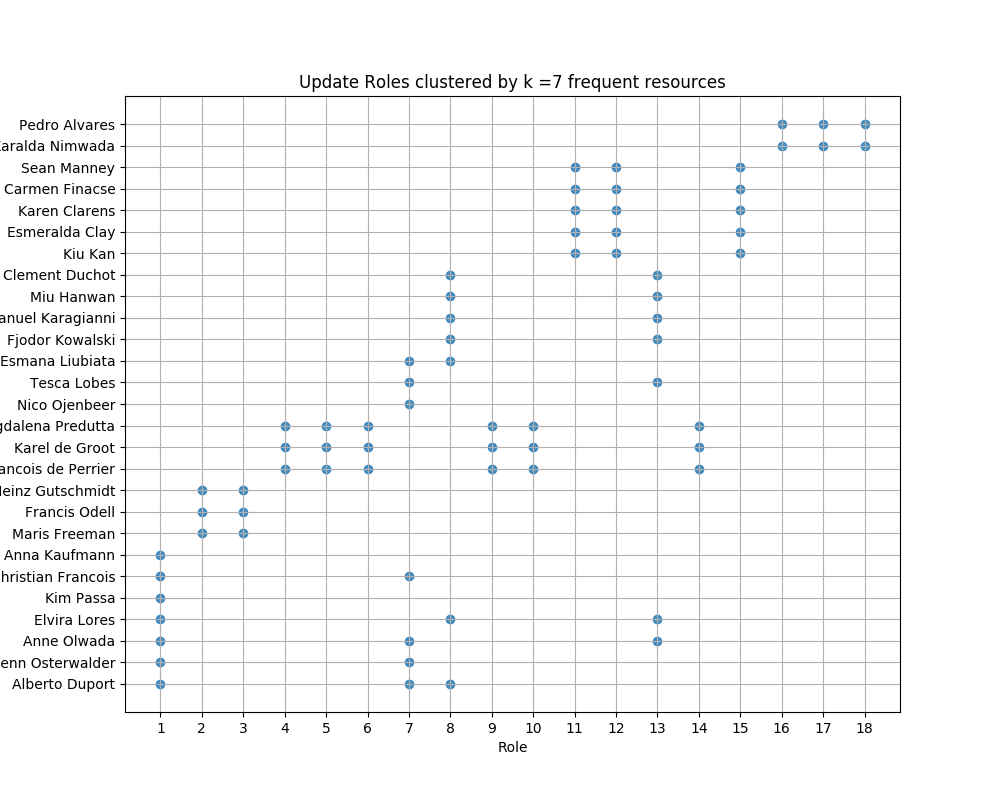 Update Roles clustered by k =7 frequent resources
Pedro Alvares
aralda Nimwada
Sean Manney
Carmen Finacse
Karen Clarens
Esmeralda Clay
Kiu Kan
Clement Duchot
Miu Hanwan
anuel Karagianni
Fjodor Kowalski
Esmana Liubiata
Tesca Lobes
Nico Ojenbeer
gdalena Predutta
Karel de Groot
ancois de Perrier
einz Gutschmidt
Francis Odell
Maris Freeman
Anna Kaufmann
hristian Francois
Kim Passa
Elvira Lores
Anne Olwada
enn Osterwalder
Alberto Duport
1 2 3 4 5 6 7 8 9 10 11 12 13 14 15 16 17 18
Role